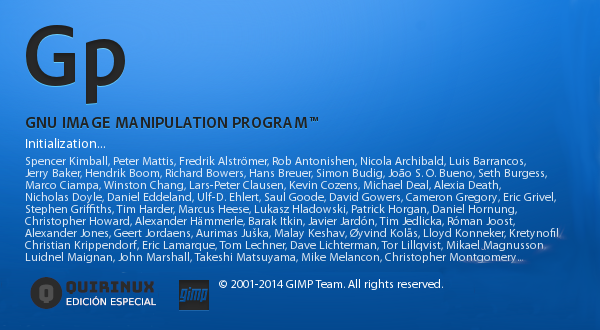 Gp
GNU IMAGE MANIPULATION PROGRAM™
Initialization...
Spencer Kimball, Peter Mattis, Fredrik Alströmer, Rob Antonishen, Nicola Archibald, Luis Barrancos,
Jerry Baker, Hendrik Boom, Richard Bowers, Hans Breuer, Simon Budig, João S. O. Bueno, Seth Burgess,
Marco Ciampa, Winston Chang, Lars-Peter Clausen, Kevin Cozens, Michael Deal, Alexia Death,
Nicholas Doyle, Daniel Eddeland, Ulf-D. Ehlert, Saul Goode, David Gowers, Cameron Gregory, Eric Grivel,
Stephen Griffiths, Tim Harder, Marcus Heese, Lukasz Hladowski, Patrick Horgan, Daniel Hornung,
Christopher Howard, Alexander Hämmerle, Barak Itkin, Javier Jardón, Tim Jedlicka, Róman Joost,
Alexander Jones, Geert Jordaens, Aurimas Juška, Malay Keshav, Øyvind Kolås, Lloyd Konneker, Kretynofil
Christian Krippendorf, Eric Lamarque, Tom Lechner, Dave Lichterman, Tor Lillqvist, Mikael Magnusson
Luidnel Maignan, John Marshall, Takeshi Matsuyama, Mike Melancon, Christopher Montgomery...
QUIRINUX
EDICIÓN ESPECIAL
gimp
© 2001-2014 GIMP Team. All rights reserved.